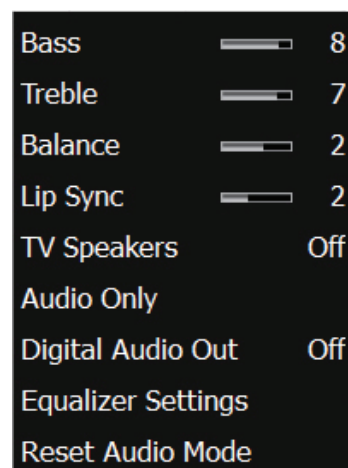 Bass 8
Treble 7
Balance 2
Lip Sync 2
TV Speakers Off
Audio Only
Digital Audio Out Off
Equalizer Settings
Reset Audio Mode